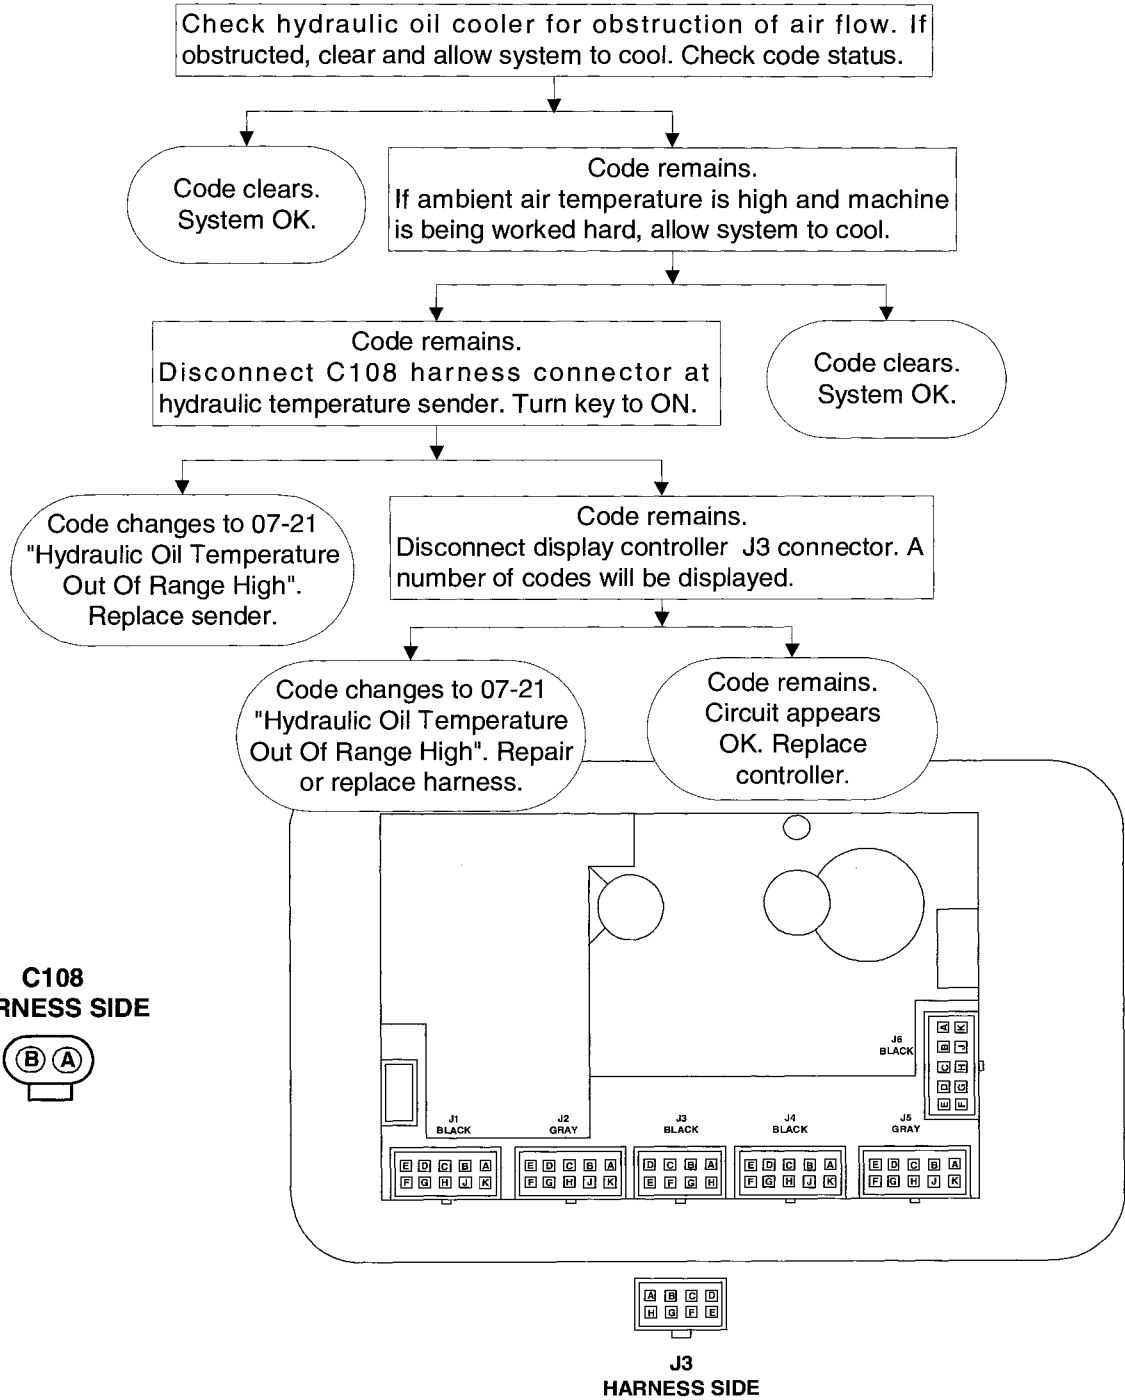 Check hydraulic oil cooler for obstruction of air flow. If
obstructed, clear and allow system to cool. Check code status.
Code clears.
System OK.
Code remains.
If ambient air temperature is high and machine
is being worked hard, allow system to cool.
Code remains.
Disconnect C108 harness connector at
hydraulic temperature sender. Turn key to ON.
Code clears.
System OK.
Code changes to 07-21
"Hydraulic Oil Temperature
Out Of Range High".
Replace sender.
Code remains.
Disconnect display controller J3 connector. A
number of codes will be displayed.
Code changes to 07-21
"Hydraulic Oil Temperature
Out Of Range High". Repair
or replace harness.
Code remains.
Circuit appears
OK. Replace
controller.
C108
RNESS SIDE
B A
J6
BLACK
A K
B J
C H
D G
E F
J1
BLACK
E D C B A
F G H J K
J2
GRAY
E D C B A
F G H J K
J3
BLACK
D C B A
E F G H
J4
BLACK
E D C B A
F G H J K
J5
GRAY
E D C B A
F G H J K
A B C D
H G F E
J3
HARNESS SIDE